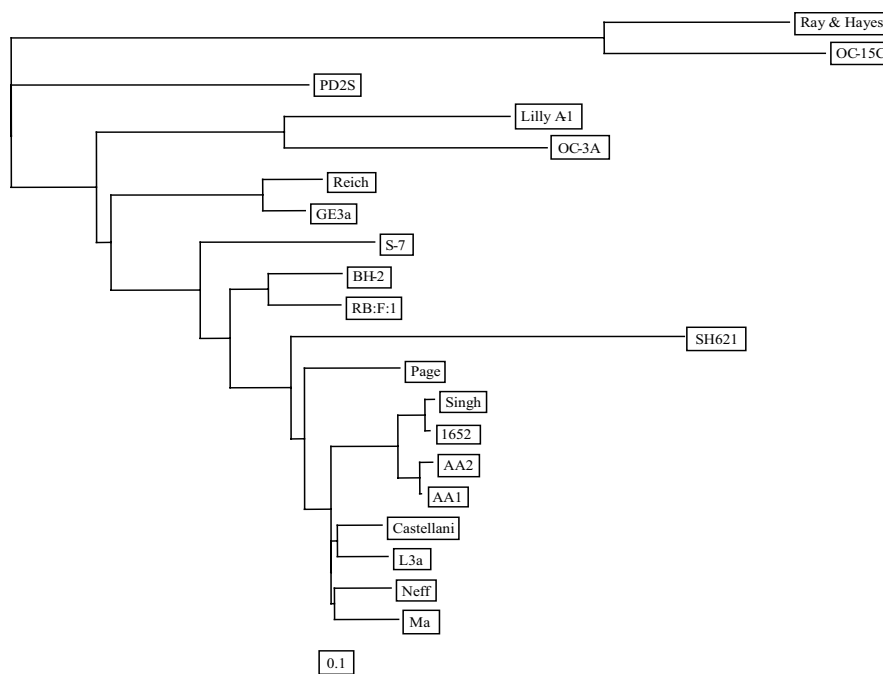 Ray & Hayes
OC-15C
PD2S
Lilly A-1
OC-3A
Reich
GE3a
S-7
BH-2
RB:F:1
SH621
Page
Singh
1652
AA2
AA1
Castellani
L3a
Neff
Ma
0.1